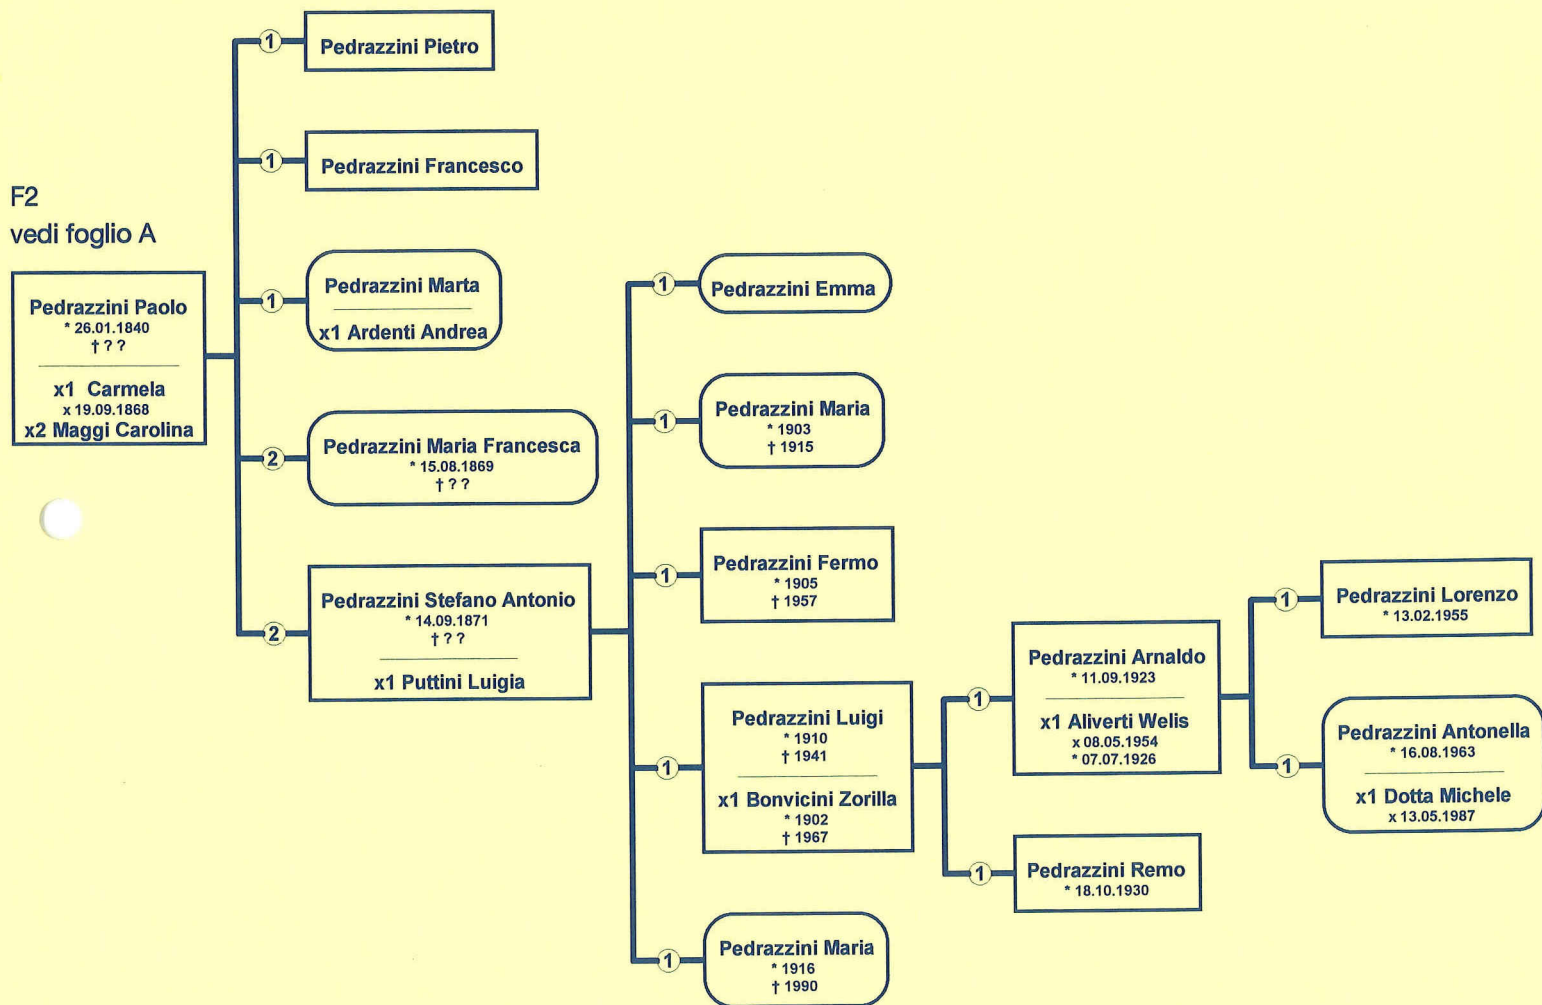 F2
vedi foglio A
Pedrazzini Paolo
* 26.01.1840
† ? ?
x1 Carmela
x 19.09.1868
x2 Maggi Carolina
1
Pedrazzini Pietro
1
Pedrazzini Francesco
1
Pedrazzini Marta
x1 Ardenti Andrea
2
Pedrazzini Maria Francesca
* 15.08.1869
† ? ?
2
Pedrazzini Stefano Antonio
* 14.09.1871
† ? ?
x1 Puttini Luigia
1
Pedrazzini Emma
1
Pedrazzini Maria
* 1903
† 1915
1
Pedrazzini Fermo
* 1905
† 1957
1
Pedrazzini Luigi
* 1910
† 1941
x1 Bonvicini Zorilla
* 1902
† 1967
1
Pedrazzini Maria
* 1916
† 1990
1
Pedrazzini Arnaldo
* 11.09.1923
x1 Aliverti Welis
x 08.05.1954
* 07.07.1926
1
Pedrazzini Remo
* 18.10.1930
1
Pedrazzini Lorenzo
* 13.02.1955
1
Pedrazzini Antonella
* 16.08.1963
x1 Dotta Michele
x 13.05.1987